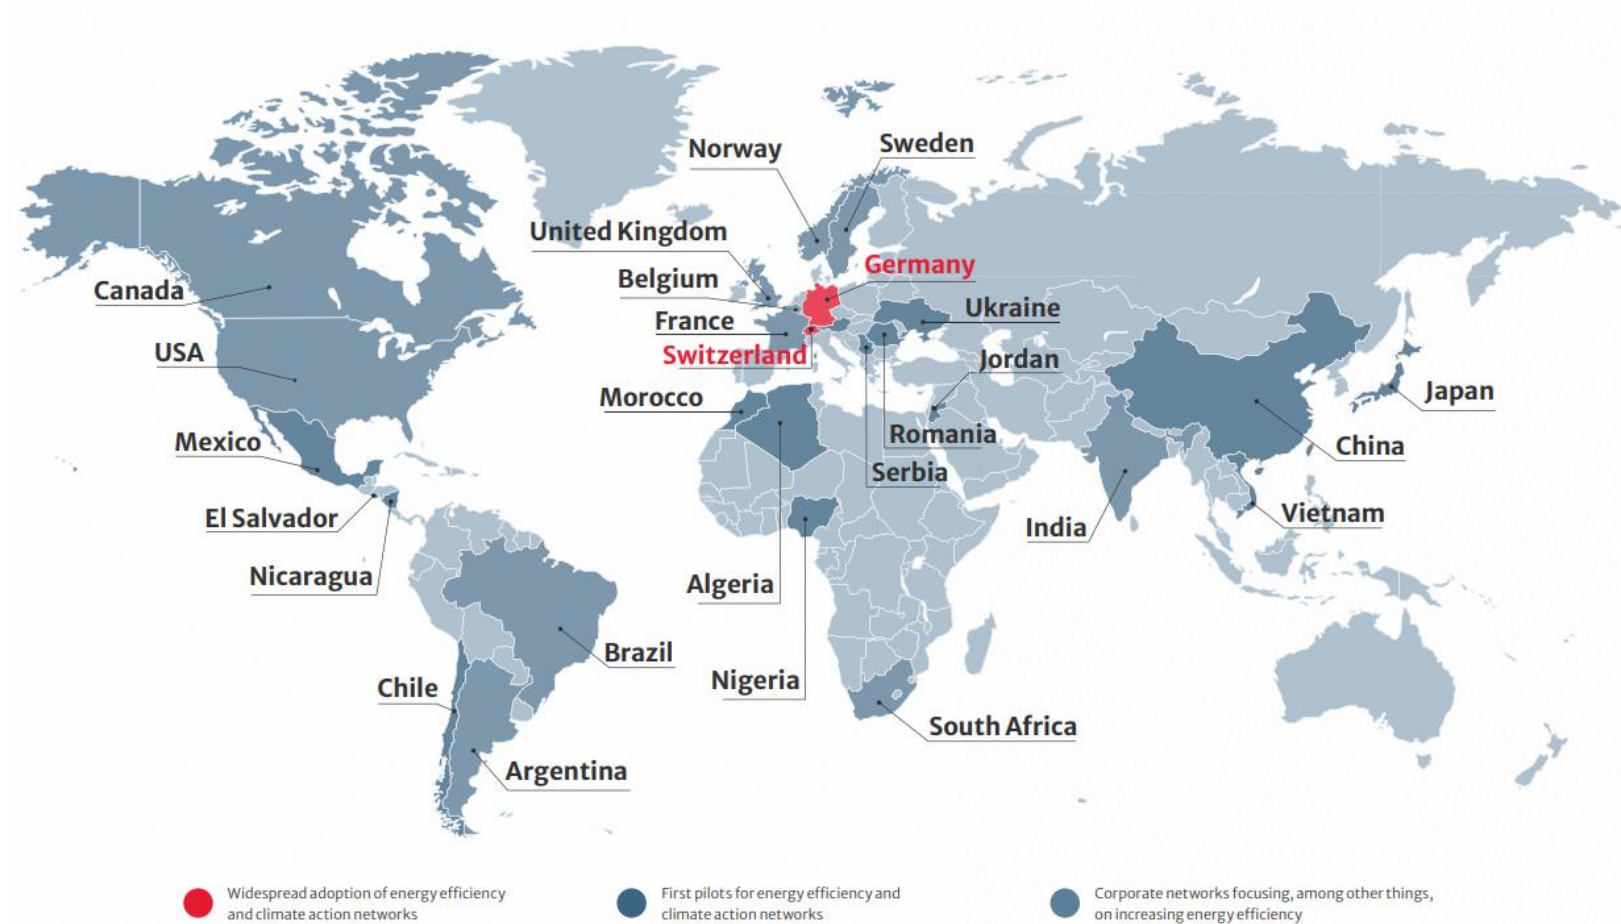 Norway
Sweden
United Kingdom
Germany
Belgium
Canada
Ukraine
France
USA
Switzerland
Jordan
Morocco
Japan
Romania
Mexico
China
Serbia
El Salvador
Vietnam
India
Nicaragua
Algeria
Brazil
Nigeria
Chile
South Africa
Argentina
Widespread adoption of energy efficiency
and climate action networks
First pilots for energy efficiency and
climate action networks
Corporate networks focusing, among other things,
on increasing energy efficiency